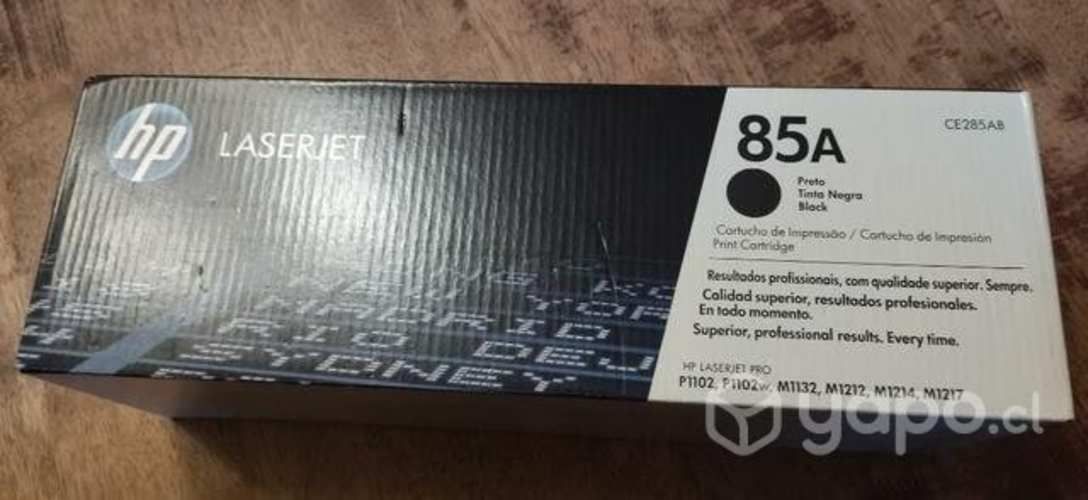 hp
LASERJET
85A
CE285AB
Preto
Tinta Negra
Black
Cartucho de Impressão / Cartucho de Impresión
Print Cartridge
Resultados profissionais, com qualidade superior. Sempre.
Calidad superior, resultados profesionales.
En todo momento.
Superior, professional results. Every time.
HP LASERJET PRO
P1102, P1102w, M1132, M1212, M1214, M1217
yapo.cl